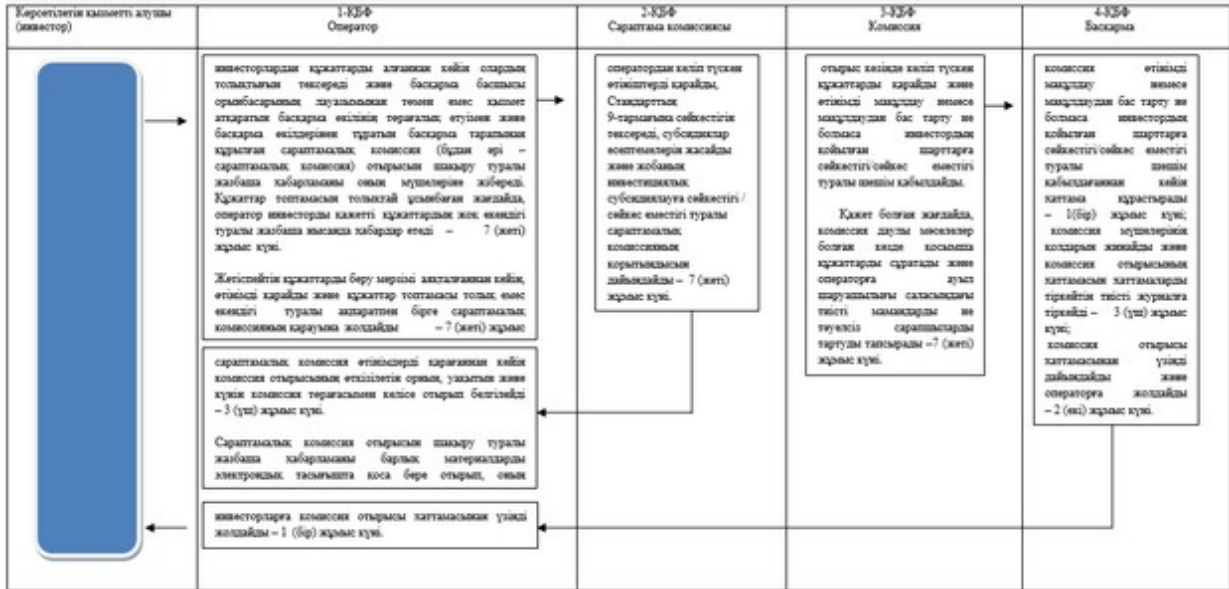 Көрсетілетін қызметті алушы
(инвестор)
1-ҚБФ
Оператор
2-ҚБФ
Сараптама комиссиясы
3-ҚБФ
Комиссия
4-ҚБФ
Басқарма
инвесторлардан құжаттарды алғаннан кейін олардың
толықтығын тексереді және басқарма басшысы
орынбасарының лауазымынан төмен емес қызмет
атқаратын басқарма өкілінің төрағалық етуімен және
басқарма өкілдерінен тұратын басқарма тарапынан
құрылған сараптамалық комиссия (бұдан әрі –
сараптамалық комиссия) отырысын шақыру туралы
жазбаша хабарламаны оның мүшелеріне жібереді.
Құжаттар топтамасын толықтай ұсынбаған жағдайда,
оператор инвесторды қажетті құжаттардың жоқ екендігі
туралы жазбаша нысанда хабардар етеді – 7 (жеті)
жұмыс күні.
Жетіспейтін құжаттарды беру мерзімі аяқталғаннан кейін,
өтінімді қарайды және құжаттар топтамасы толық емес
екендігі туралы ақпаратпен бірге сараптамалық
комиссияның қарауына жолдайды – 7 (жеті) жұмыс
сараптамалық комиссия өтінімдерді қарағаннан кейін
комиссия отырысының өткізілетін орнын, уақытын және
күнін комиссия төрағасымен келісе отырып белгілейді
– 3 (үш) жұмыс күні.
Сараптамалық комиссия отырысын шақыру туралы
жазбаша хабарламаны барлық материалдарды
электрондық тасығышта қоса бере отырып, оның
инвесторларға комиссия отырысы хаттамасынан үзінді
жолдайды – 1 (бір) жұмыс күні.
оператордан келіп түскен
өтініштерді қарайды,
Стандарттың
9-тармағына сәйкестігін
тексереді, субсидиялар
есептемелерін жасайды
және жобаның
инвестициялық
субсидиялауға сәйкестігі /
сәйкес еместігі туралы
сараптамалық
комиссияның
қорытындысын
дайындайды – 7 (жеті)
жұмыс күні.
отырыс кезінде келіп түскен
құжаттарды қарайды және
өтінімді мақұлдау немесе
мақұлдаудан бас тарту не
болмаса инвестордың
қойылған шарттарға
сәйкестігі/сәйкес еместігі
туралы шешім қабылдайды.
Қажет болған жағдайда,
комиссия даулы мәселелер
болған кезде қосымша
құжаттарды сұратады және
операторға ауыл
шаруашылығы саласындағы
тиісті мамандарды не
тәуелсіз сарапшыларды
тартуды тапсырады –7 (жеті)
жұмыс күні.
комиссия өтінімді
мақұлдау немесе
мақұлдаудан бас тарту не
болмаса инвестордың
қойылған шарттарға
сәйкестігі/сәйкес еместігі
туралы шешім
қабылдағаннан кейін
хаттама құрастырады
– 1(бір) жұмыс күні;
комиссия мүшелерінің
қолдарын жинайды және
комиссия отырысының
хаттамасын хаттамаларды
тіркейтін тиісті журналға
тіркейді – 3 (үш) жұмыс
күні;
комиссия отырысы
хаттамасынан үзінді
дайындайды және
операторға жолдайды
– 2 (екі) жұмыс күні.